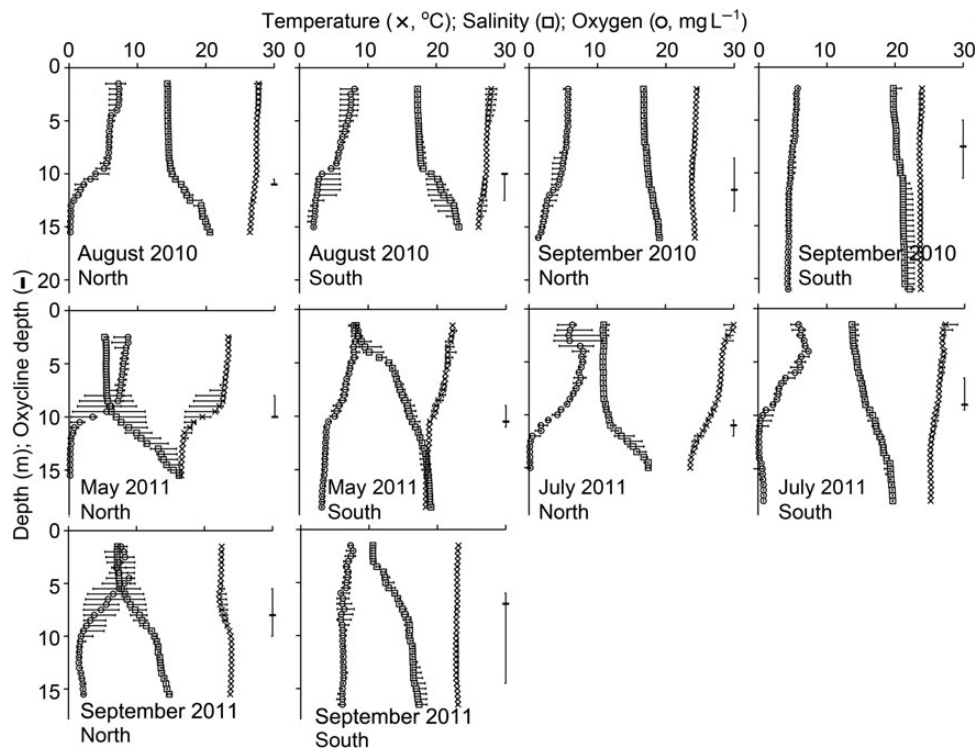 Temperature (×, °C); Salinity (□); Oxygen (o, mg L⁻¹)
0 10 20 30 0 10 20 30 0 10 20 30 0 10 20 30
Depth (m); Oxycline depth (-)
0
5
10
15
20
August 2010
North
August 2010
South
September 2010
North
September 2010
South
0
5
10
15
May 2011
North
May 2011
South
July 2011
North
July 2011
South
0
5
10
15
September 2011
North
September 2011
South